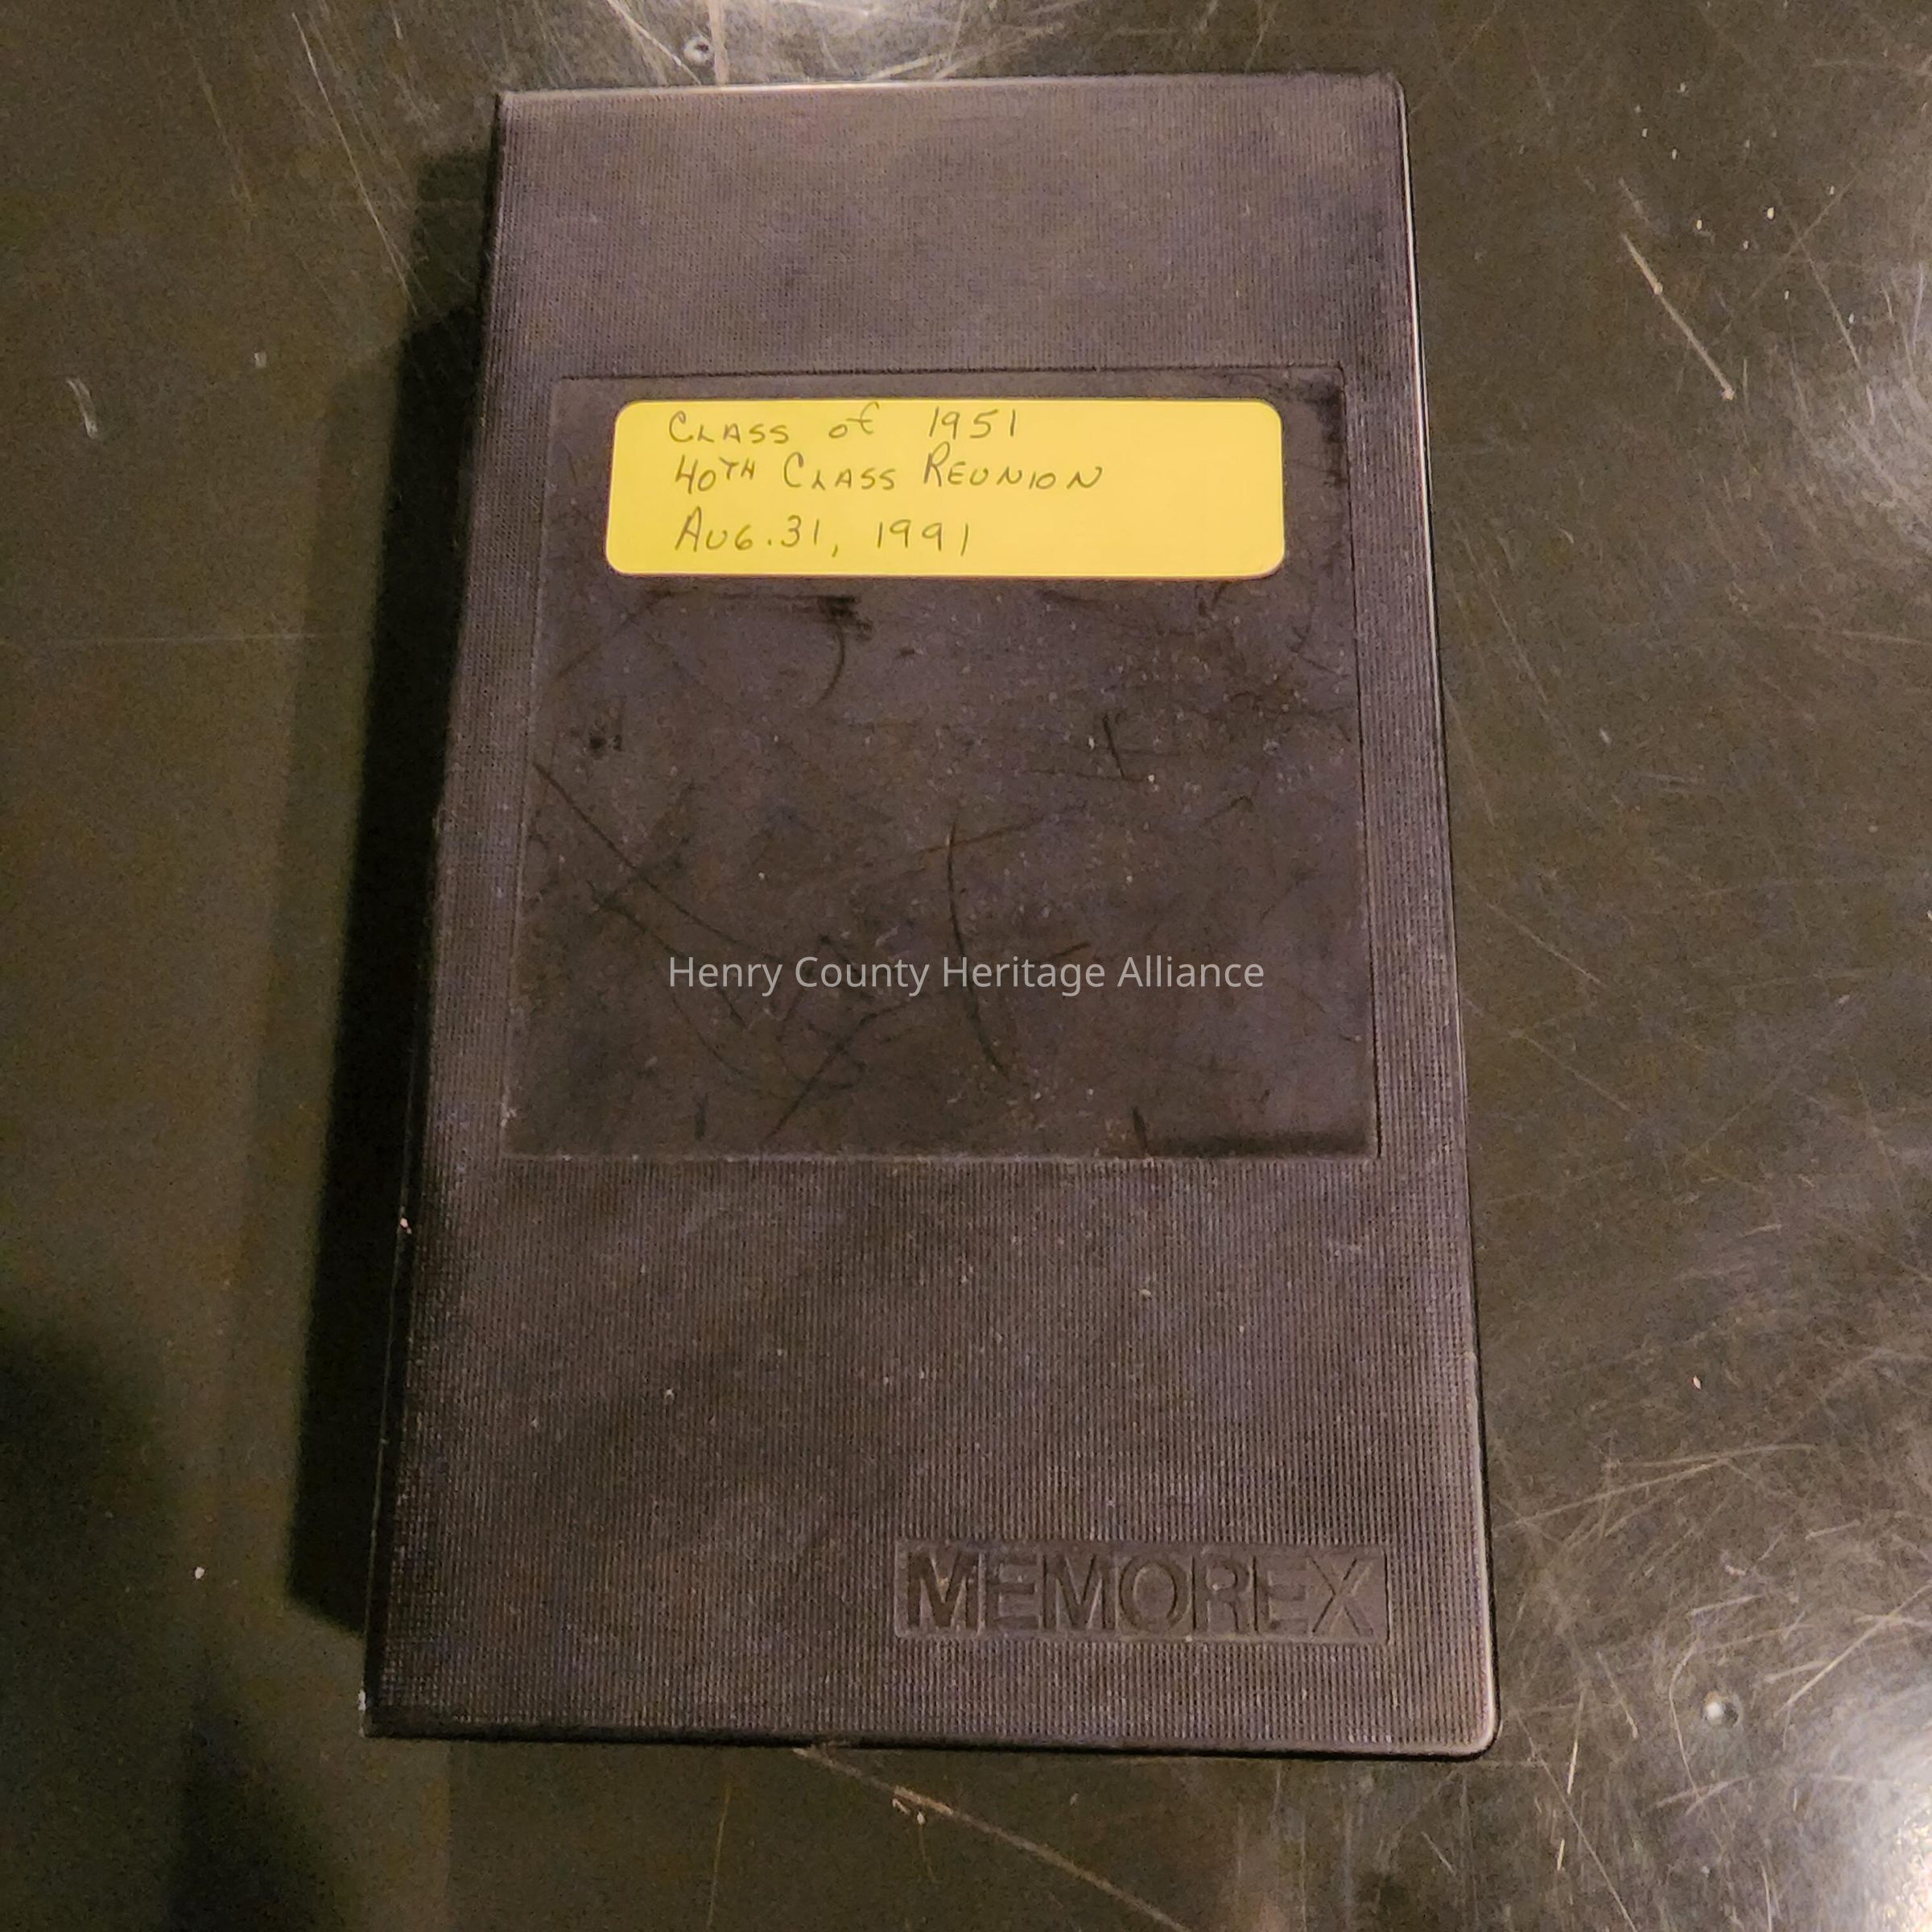 Class of 1951
40TH Class Reunion
Aug. 31, 1991
Henry County Heritage Alliance
MEMOREX